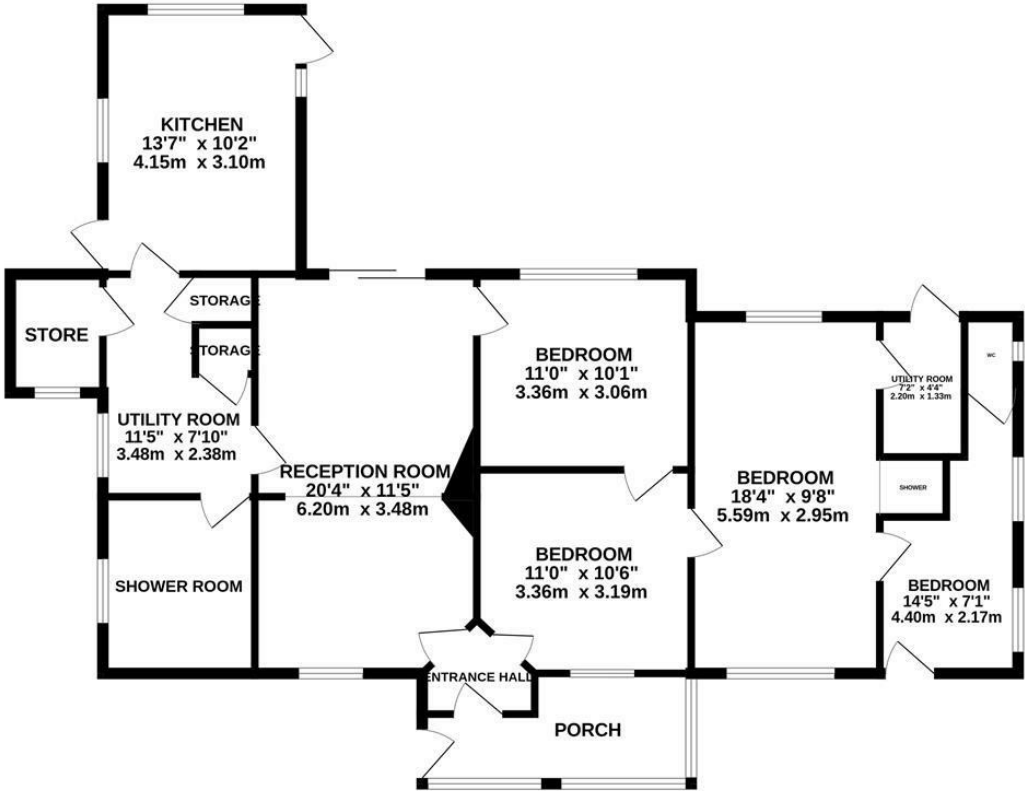 KITCHEN
13'7" x 10'2"
4.15m x 3.10m
STORAGE
STORE
STORAGE
UTILITY ROOM
11'5" x 7'10"
3.48m x 2.38m
RECEPTION ROOM
20'4" x 11'5"
6.20m x 3.48m
SHOWER ROOM
BEDROOM
11'0" x 10'1"
3.36m x 3.06m
BEDROOM
11'0" x 10'6"
3.36m x 3.19m
ENTRANCE HALL
PORCH
BEDROOM
18'4" x 9'8"
5.59m x 2.95m
UTILITY ROOM
7'2" x 4'4"
2.20m x 1.33m
WC
SHOWER
BEDROOM
14'5" x 7'1"
4.40m x 2.17m